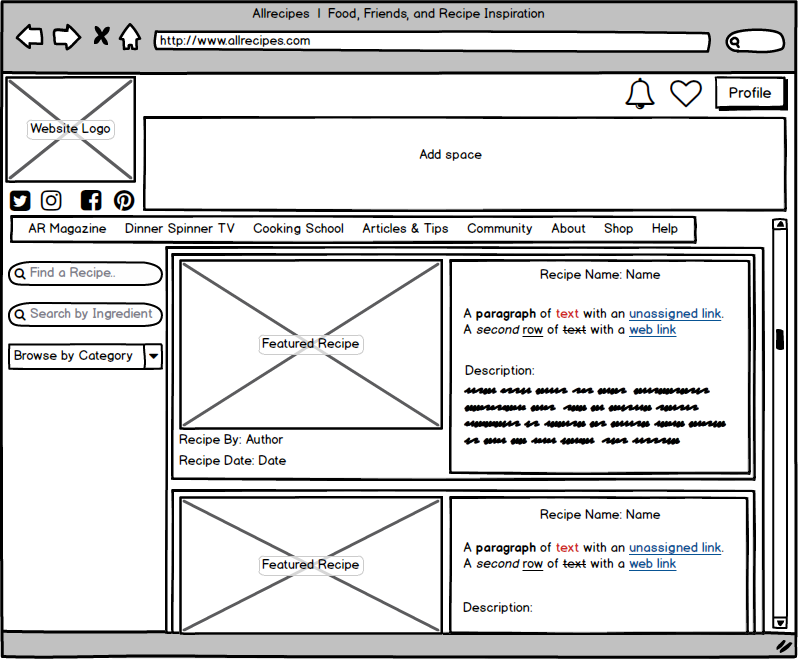 Allrecipes | Food, Friends, and Recipe Inspiration
http://www.allrecipes.com
Profile
Website Logo
Add space
AR Magazine Dinner Spinner TV Cooking School Articles & Tips Community About Shop Help
Find a Recipe..
Search by Ingredient
Browse by Category
Featured Recipe
Recipe By: Author
Recipe Date: Date
Recipe Name: Name
A paragraph of text with an unassigned link.
A second row of text with a web link
Description:
Featured Recipe
Recipe Name: Name
A paragraph of text with an unassigned link.
A second row of text with a web link
Description: